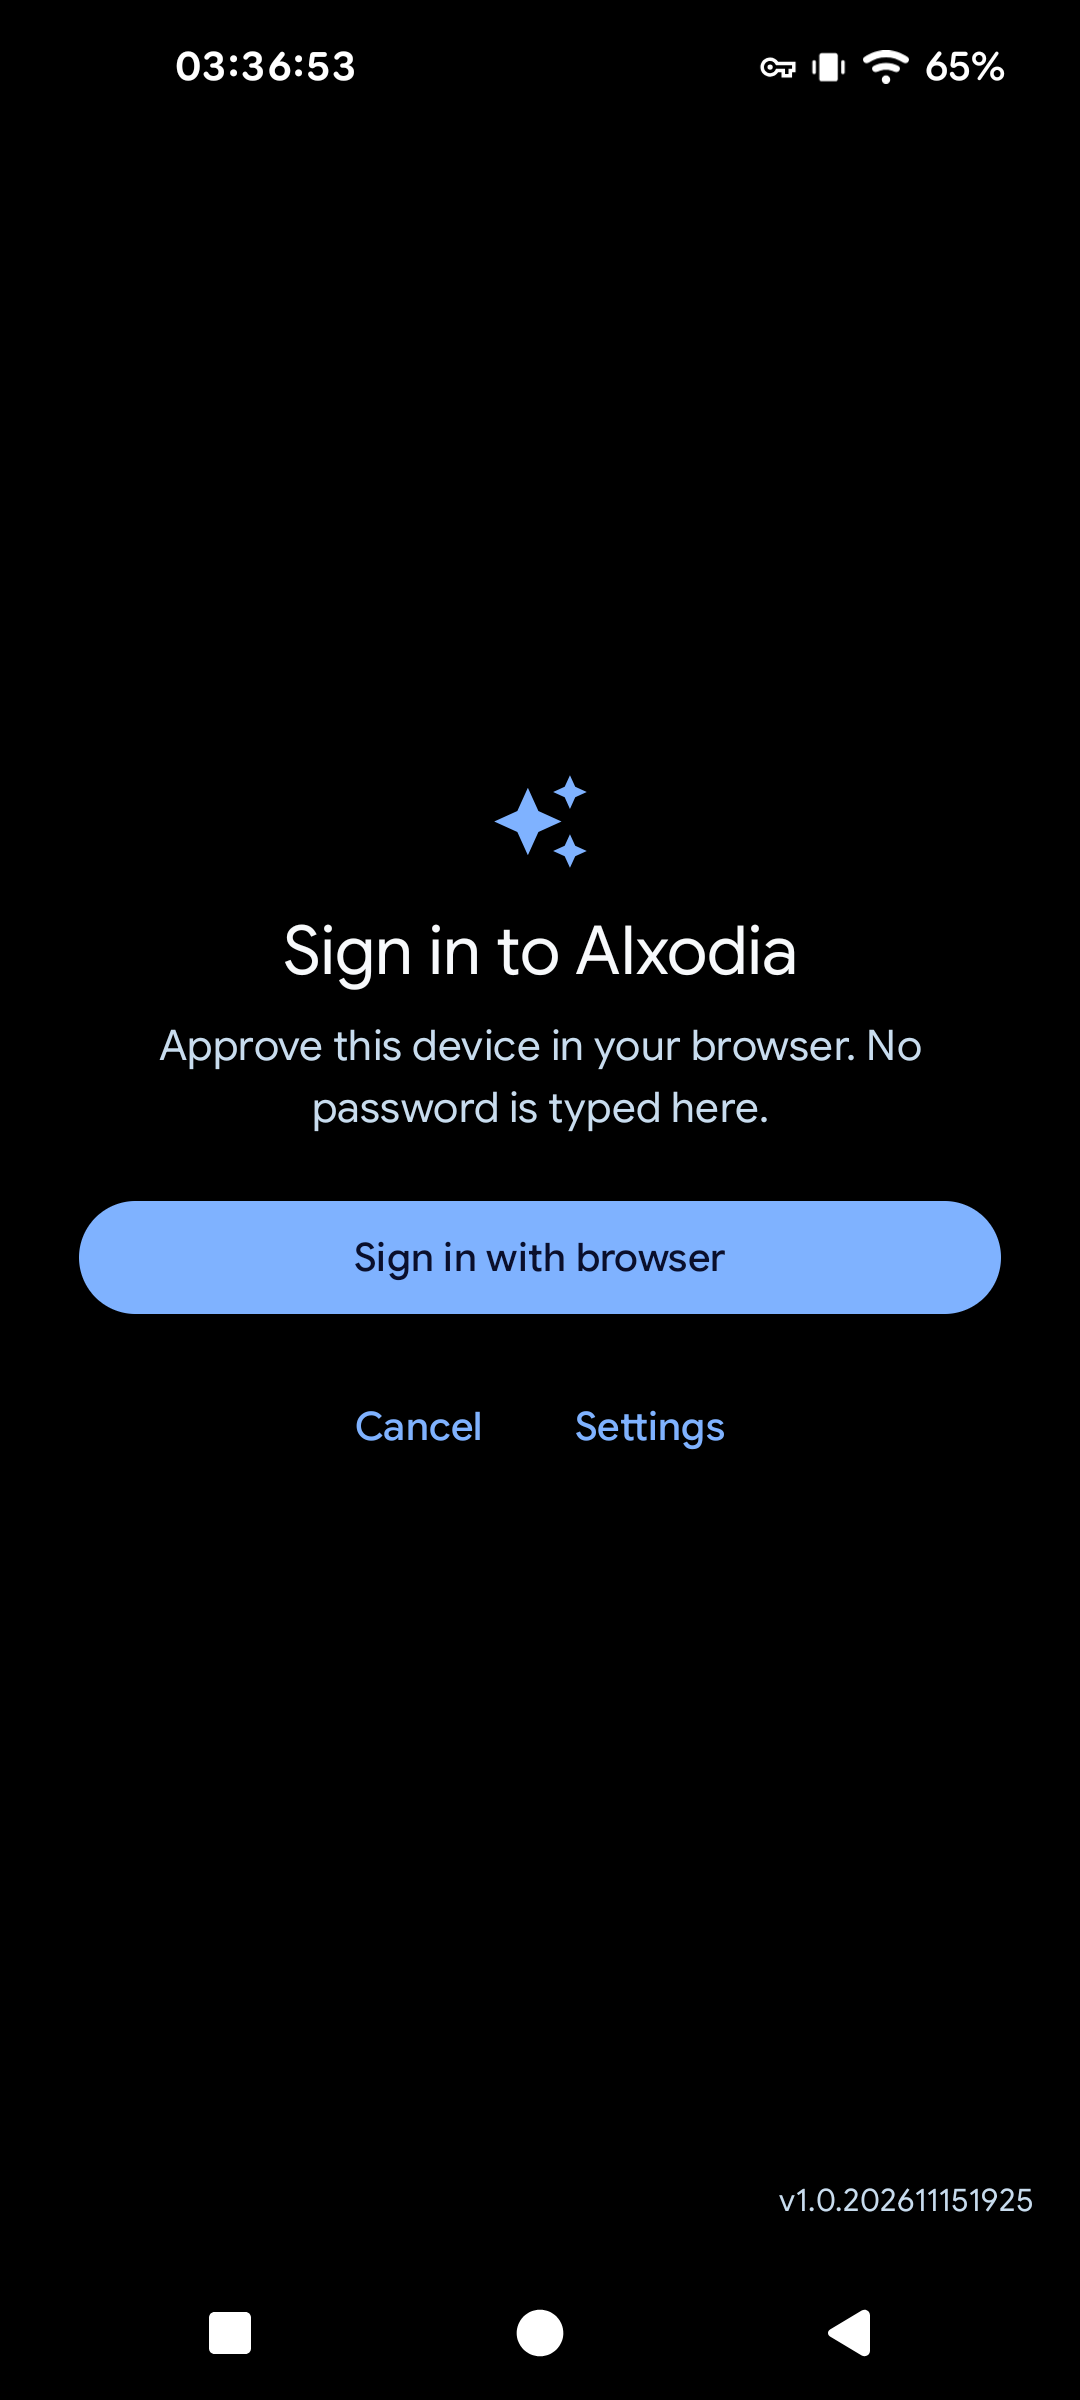 03:36:53
65%
Sign in to AIxodia
Approve this device in your browser. No
password is typed here.
Sign in with browser
Cancel
Settings
v1.0.202611151925